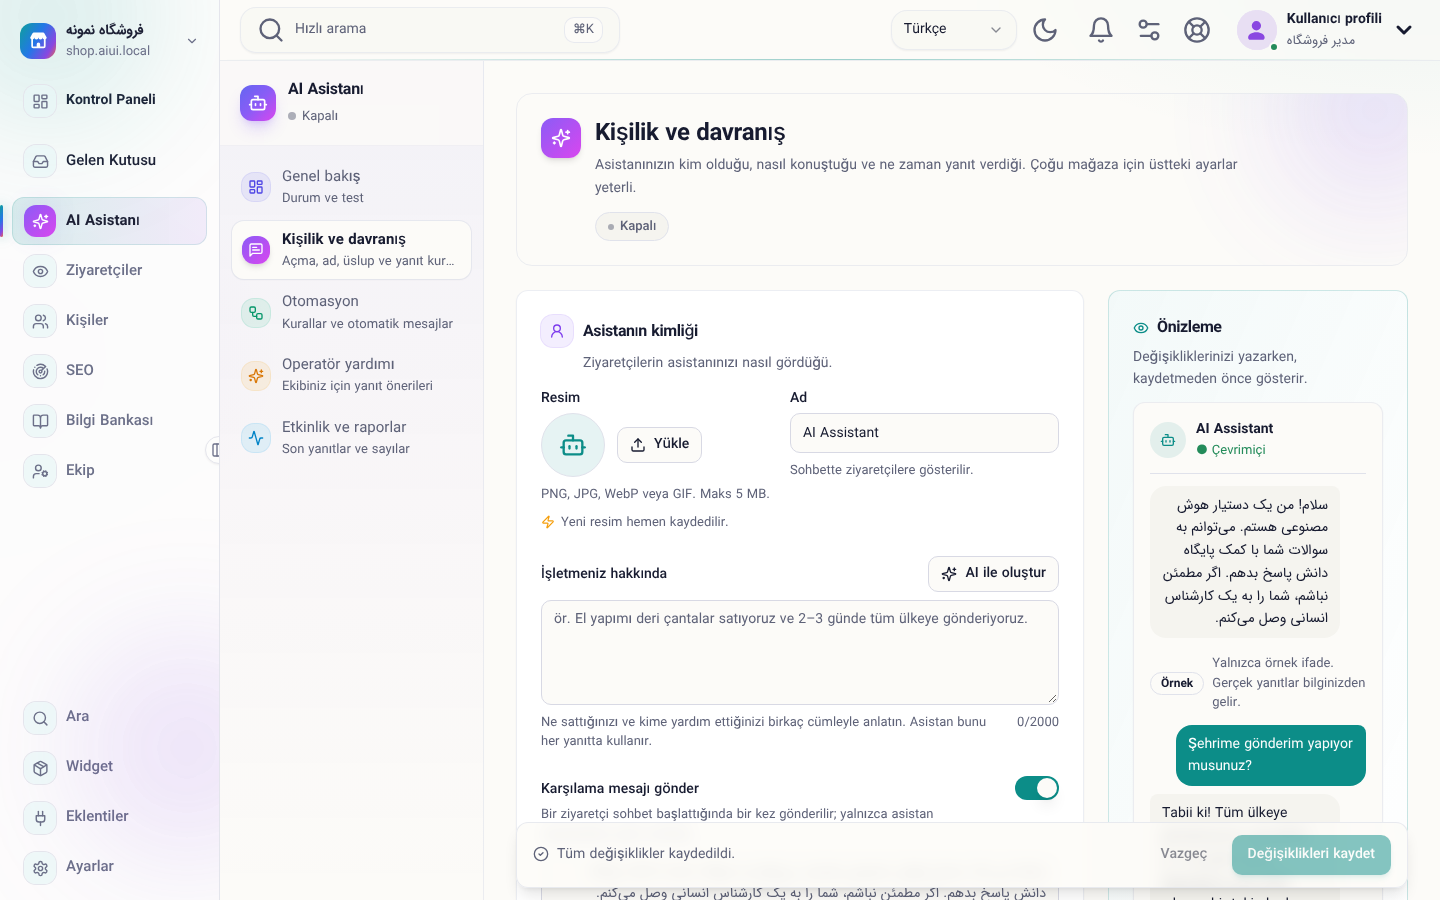 فروشگاه نمونه
shop.aiui.local
Kontrol Paneli
Gelen Kutusu
AI Asistanı
Ziyaretçiler
Kişiler
SEO
Bilgi Bankası
Ekip
Ara
Widget
Eklentiler
Ayarlar
Hızlı arama
⌘K
Türkçe
Kullanıcı profili
مدیر فروشگاه
AI Asistanı
Kapalı
Genel bakış
Durum ve test
Kişilik ve davranış
Açma, ad, üslup ve yanıt kur...
Otomasyon
Kurallar ve otomatik mesajlar
Operatör yardımı
Ekibiniz için yanıt önerileri
Etkinlik ve raporlar
Son yanıtlar ve sayılar
Kişilik ve davranış
Asistanınızın kim olduğu, nasıl konuştuğu ve ne zaman yanıt verdiği. Çoğu mağaza için üstteki ayarlar
yeterli.
Kapalı
Asistanın kimliği
Ziyaretçilerin asistanınızı nasıl gördüğü.
Resim
Yükle
PNG, JPG, WebP veya GIF. Maks 5 MB.
Yeni resim hemen kaydedilir.
Ad
AI Assistant
Sohbette ziyaretçilere gösterilir.
İşletmeniz hakkında
AI ile oluştur
ör. El yapımı deri çantalar satıyoruz ve 2–3 günde tüm ülkeye gönderiyoruz.
Ne sattığınızı ve kime yardım ettiğinizi birkaç cümleyle anlatın. Asistan bunu
her yanıtta kullanır.
0/2000
Karşılama mesajı gönder
Bir ziyaretçi sohbet başlattığında bir kez gönderilir; yalnızca asistan
دانش پاسخ بدهم. اگر مطمئن نباشم، شما را به یک کارشناس انسانی وصل می‌کنم.
Önizleme
Değişikliklerinizi yazarken,
kaydetmeden önce gösterir.
AI Assistant
Çevrimiçi
سلام! من یک دستیار هوش
مصنوعی هستم. می‌توانم به
سوالات شما با کمک پایگاه
دانش پاسخ بدهم. اگر مطمئن
نباشم، شما را به یک کارشناس
انسانی وصل می‌کنم.
Örnek
Yalnızca örnek ifade.
Gerçek yanıtlar bilginizden
gelir.
Şehrime gönderim yapıyor
musunuz?
Tabii ki! Tüm ülkeye
Tüm değişiklikler kaydedildi.
Vazgeç
Değişiklikleri kaydet